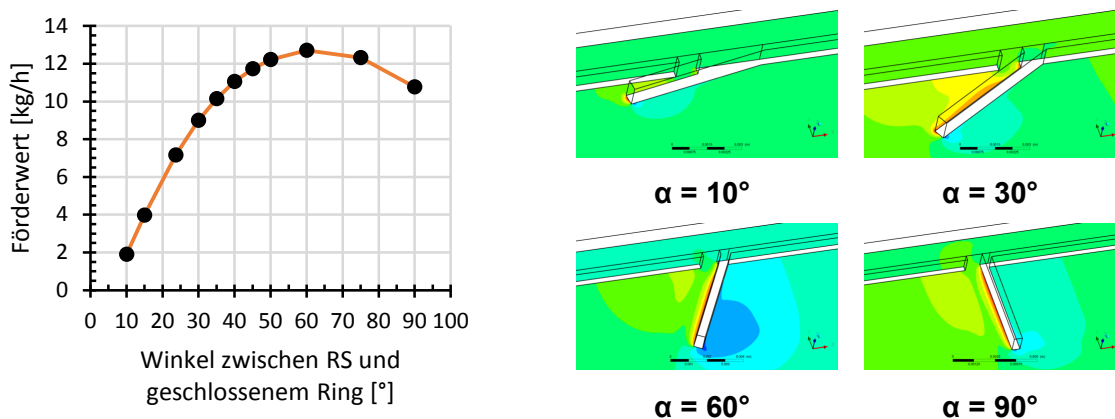 14
12
10
8
6
4
2
0
0 10 20 30 40 50 60 70 80 90 100
Förderwert [kg/h]
Winkel zwischen RS und
geschlossenem Ring [°]
α = 10°
α = 30°
α = 60°
α = 90°